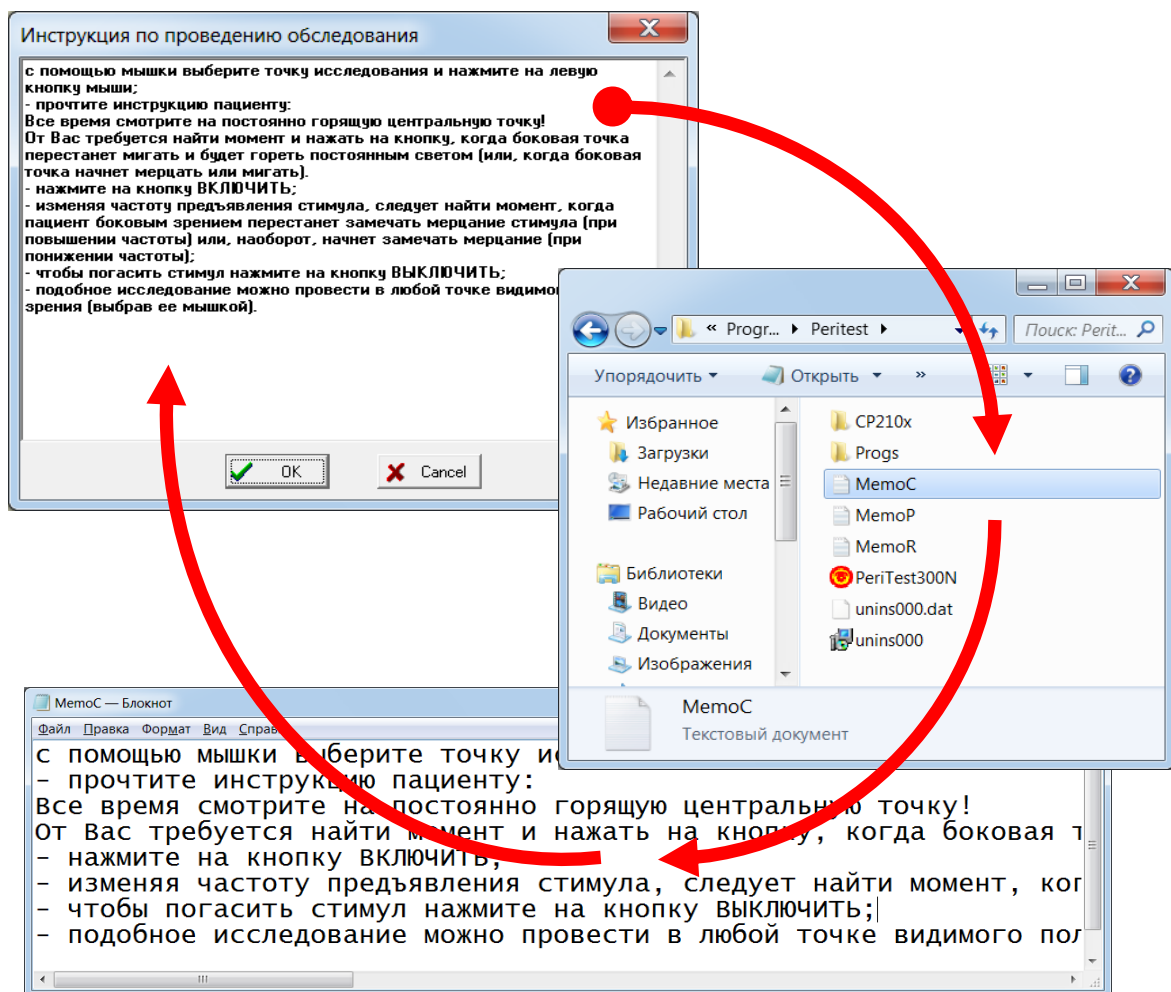 Инструкция по проведению обследования
с помощью мышки выберите точку исследования и нажмите на левую
кнопку мыши;
- прочтите инструкцию пациенту:
Все время смотрите на постоянно горящую центральную точку!
От Вас требуется найти момент и нажать на кнопку, когда боковая точка
перестанет мигать и будет гореть постоянным светом (или, когда боковая
точка начнет мерцать или мигать).
- нажмите на кнопку ВКЛЮЧИТЬ;
- изменяя частоту предъявления стимула, следует найти момент, когда
пациент боковым зрением перестанет замечать мерцание стимула (при
повышении частоты) или, наоборот, начнет замечать мерцание (при
понижении частоты);
- чтобы погасить стимул нажмите на кнопку ВЫКЛЮЧИТЬ;
- подобное исследование можно провести в любой точке видимо
зрения (выбрав ее мышкой).
OK
Cancel
« Progr... Peritest
Поиск: Perit...
Упорядочить
Открыть
»
Избранное
Загрузки
Недавние места
Рабочий стол
Библиотеки
Видео
Документы
Изображения
CP210x
Progs
MemoC
MemoP
MemoR
PeriTest300N
unins000.dat
unins000
MemoC
Текстовый документ
MemoC — Блокнот
Файл Правка Формат Вид Справ
с помощью мышки выберите точку ис
- прочтите инструкцию пациенту:
Все время смотрите на постоянно горящую центральную точку!
От Вас требуется найти момент и нажать на кнопку, когда боковая т
- нажмите на кнопку ВКЛЮЧИТЬ;
- изменяя частоту предъявления стимула, следует найти момент, ког
- чтобы погасить стимул нажмите на кнопку ВЫКЛЮЧИТЬ;
- подобное исследование можно провести в любой точке видимого пол